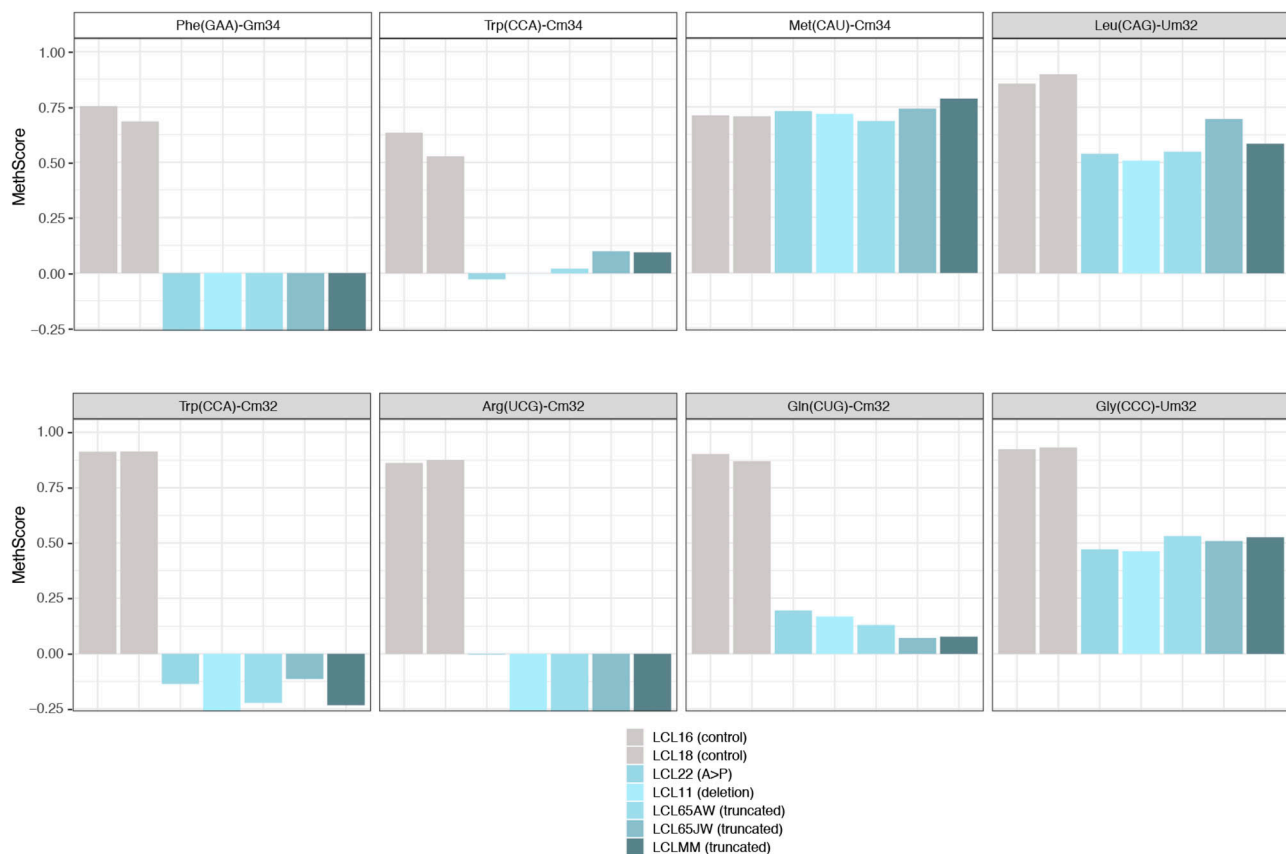 Phe(GAA)-Gm34
Trp(CCA)-Cm34
Met(CAU)-Cm34
Leu(CAG)-Um32
MethScore
1.00
0.75
0.50
0.25
0.00
−0.25
Trp(CCA)-Cm32
Arg(UCG)-Cm32
Gln(CUG)-Cm32
Gly(CCC)-Um32
MethScore
1.00
0.75
0.50
0.25
0.00
−0.25
LCL16 (control)
LCL18 (control)
LCL22 (A>P)
LCL11 (deletion)
LCL65AW (truncated)
LCL65JW (truncated)
LCLMM (truncated)